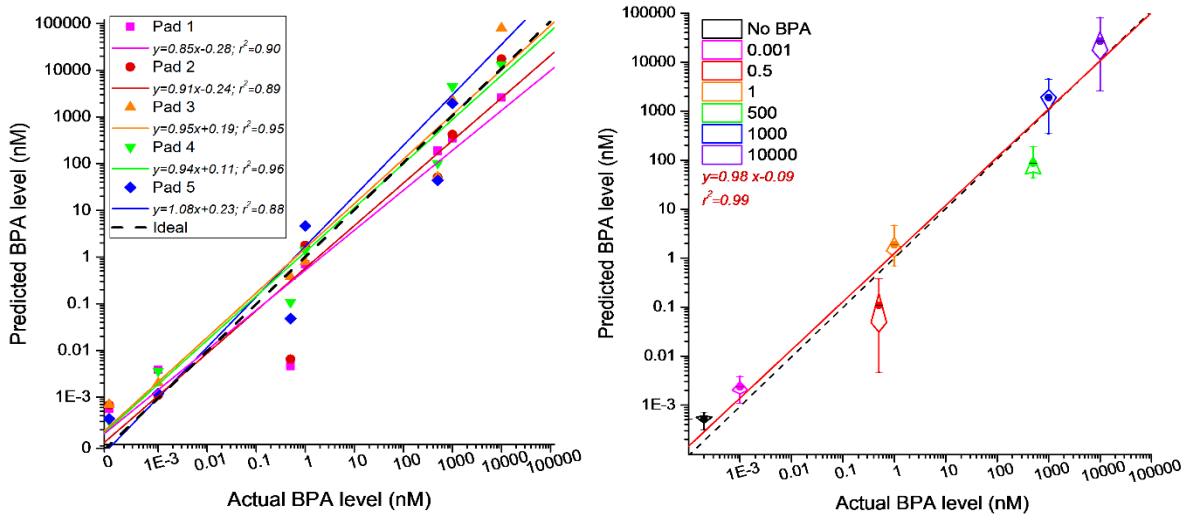 Pad 1
y=0.85x-0.28; r²=0.90
Pad 2
y=0.91x-0.24; r²=0.89
Pad 3
y=0.95x+0.19; r²=0.95
Pad 4
y=0.94x+0.11; r²=0.96
Pad 5
y=1.08x+0.23; r²=0.88
Ideal
Predicted BPA level (nM)
100000
10000
1000
100
10
1
0.1
0.01
1E-3
0
0 1E-3 0.01 0.1 1 10 100 1000 10000 100000
Actual BPA level (nM)
No BPA
0.001
0.5
1
500
1000
10000
y=0.98 x-0.09
r²=0.99
Predicted BPA level (nM)
100000
10000
1000
100
10
1
0.1
0.01
1E-3
1E-3 0.01 0.1 1 10 100 1000 10000 100000
Actual BPA level (nM)